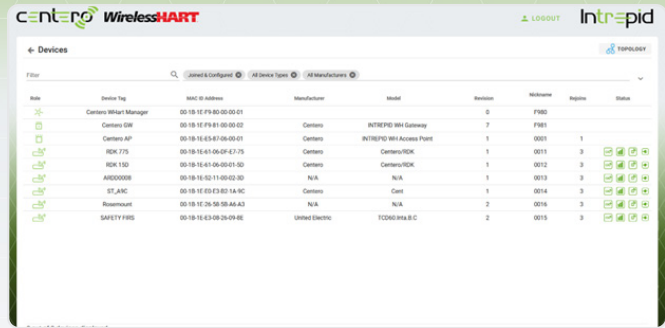 CENTERO WirelessHART
LOGOUT
Intrepid
← Devices
TOPOLOGY
Filter
Joined & Configured
All Device Types
All Manufacturers
Role Device Tag MAC ID Address Manufacturer Model Revision Nickname Rejoins Status
Centero WHart Manager 00-1B-1E-F9-80-00-00-01 0 F980
Centero GW 00-1B-1E-F9-81-00-00-02 Centero INTREPID WH Gateway 7 F981
Centero AP 00-1B-1E-E5-87-06-00-01 Centero INTREPID WH Access Point 1 0001 1
RDK 775 00-1B-1E-61-06-DF-E7-75 Centero Centero/RDK 1 0011 3
RDK 15D 00-1B-1E-61-06-00-01-5D Centero Centero/RDK 1 0012 3
ARDD0008 00-1B-1E-52-11-00-02-3D N/A N/A 1 0013 3
ST_A9C 00-1B-1E-E0-E3-B2-1A-9C Centero Cent 1 0014 3
Rosemount 00-1B-1E-26-5B-5B-A6-A3 N/A N/A 2 0016 3
SAFETY FIRS 00-1B-1E-E3-08-26-09-BE United Electric TCD60:Inta.B.C 2 0015 3